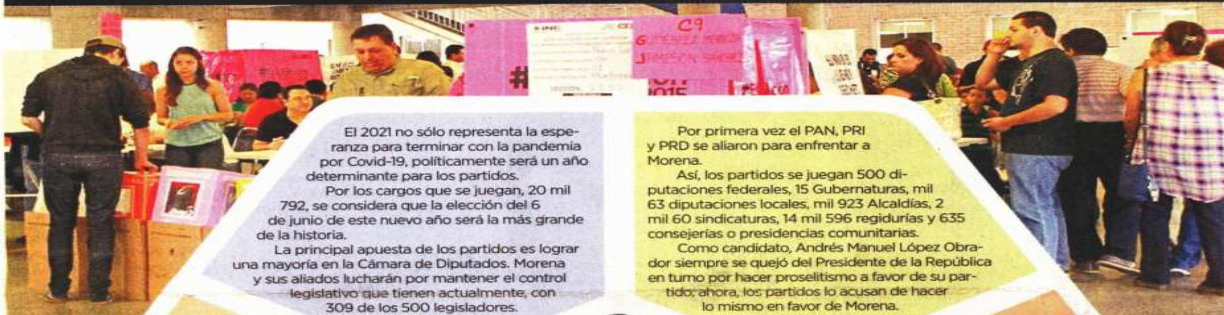 INE
C9
2015
El 2021 no sólo representa la espe-
ranza para terminar con la pandemia
por Covid-19, políticamente será un año
determinante para los partidos.
Por los cargos que se juegan, 20 mil
792, se considera que la elección del 6
de junio de este nuevo año será la más grande
de la historia.
La principal apuesta de los partidos es lograr
una mayoría en la Cámara de Diputados. Morena
y sus aliados lucharán por mantener el control
legislativo que tienen actualmente, con
309 de los 500 legisladores.
Por primera vez el PAN, PRI
y PRD se aliaron para enfrentar a
Morena.
Así, los partidos se juegan 500 di-
putaciones federales, 15 Gubernaturas, mil
63 diputaciones locales, mil 923 Alcaldías, 2
mil 60 sindicaturas, 14 mil 596 regidurías y 635
consejerías o presidencias comunitarias.
Como candidato, Andrés Manuel López Obra-
dor siempre se quejó del Presidente de la República
en turno por hacer proselitismo a favor de su par-
tido; ahora, los partidos lo acusan de hacer
lo mismo en favor de Morena.